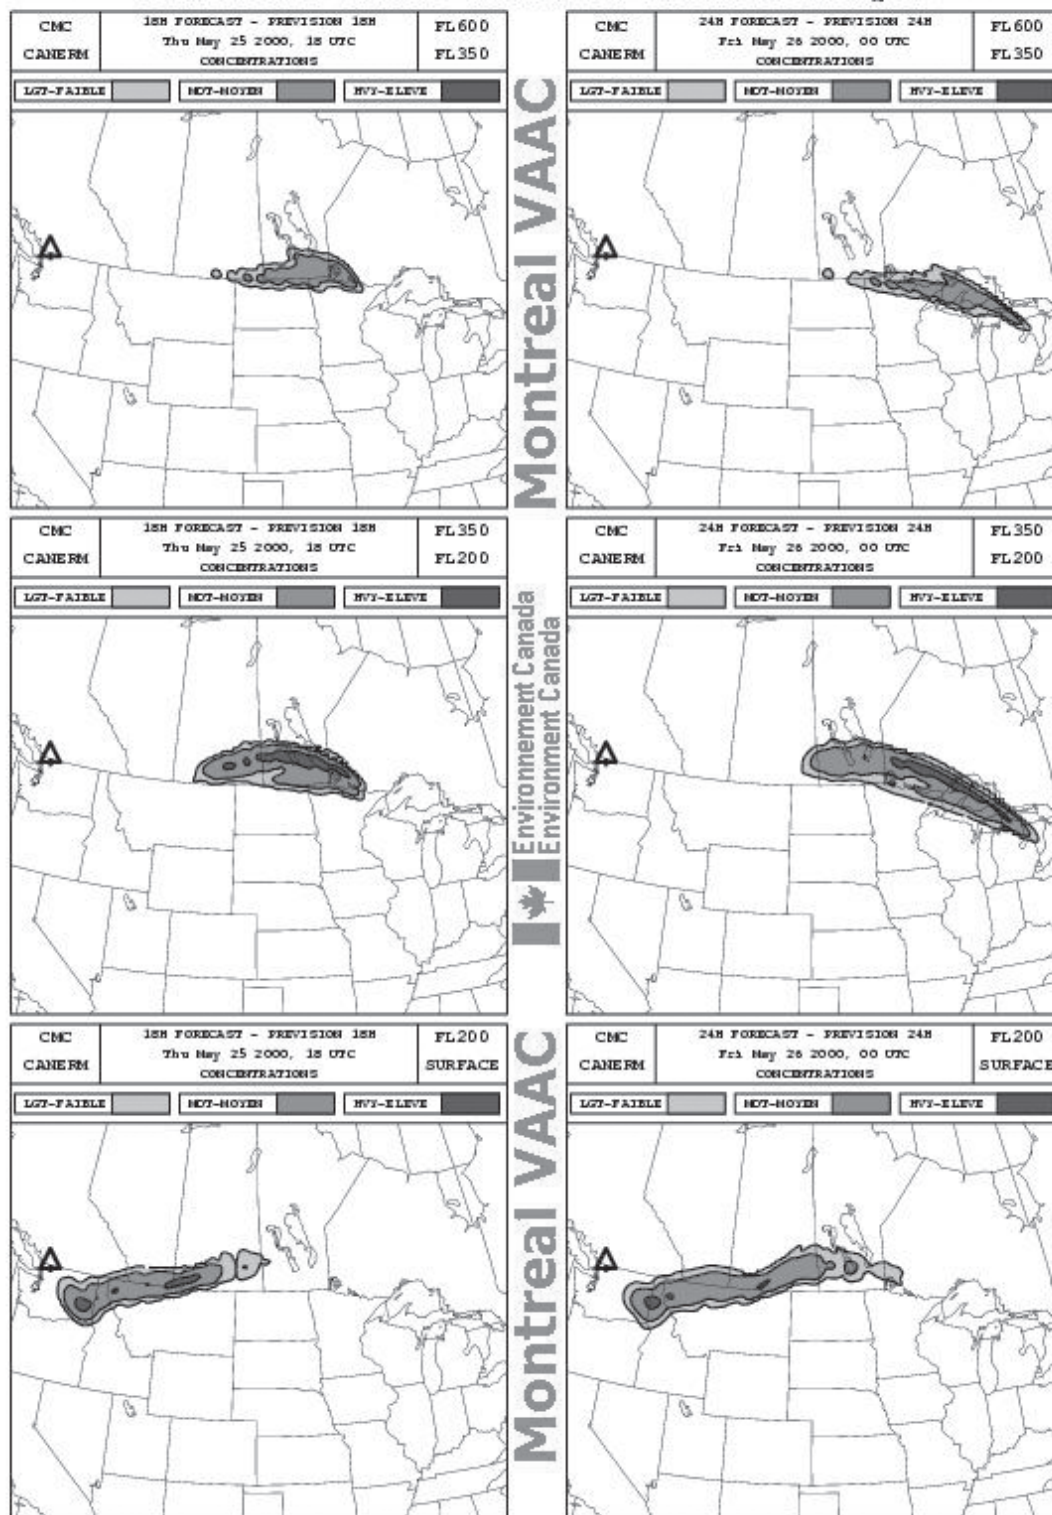 CMC
CANERM
18H FORECAST - PREVISION 18H
Thu May 25 2000, 18 UTC
CONCENTRATIONS
FL600
FL350
LGT-FAIBLE
MDT-MOYEN
HVY-ELEVE
CMC
CANERM
24H FORECAST - PREVISION 24H
Fri May 26 2000, 00 UTC
CONCENTRATIONS
FL600
FL350
LGT-FAIBLE
MDT-MOYEN
HVY-ELEVE
Montreal VAAC
CMC
CANERM
18H FORECAST - PREVISION 18H
Thu May 25 2000, 18 UTC
CONCENTRATIONS
FL350
FL200
LGT-FAIBLE
MDT-MOYEN
HVY-ELEVE
CMC
CANERM
24H FORECAST - PREVISION 24H
Fri May 26 2000, 00 UTC
CONCENTRATIONS
FL350
FL200
LGT-FAIBLE
MDT-MOYEN
HVY-ELEVE
Environnement Canada
Environment Canada
CMC
CANERM
18H FORECAST - PREVISION 18H
Thu May 25 2000, 18 UTC
CONCENTRATIONS
FL200
SURFACE
LGT-FAIBLE
MDT-MOYEN
HVY-ELEVE
CMC
CANERM
24H FORECAST - PREVISION 24H
Fri May 26 2000, 00 UTC
CONCENTRATIONS
FL200
SURFACE
LGT-FAIBLE
MDT-MOYEN
HVY-ELEVE
Montreal VAAC